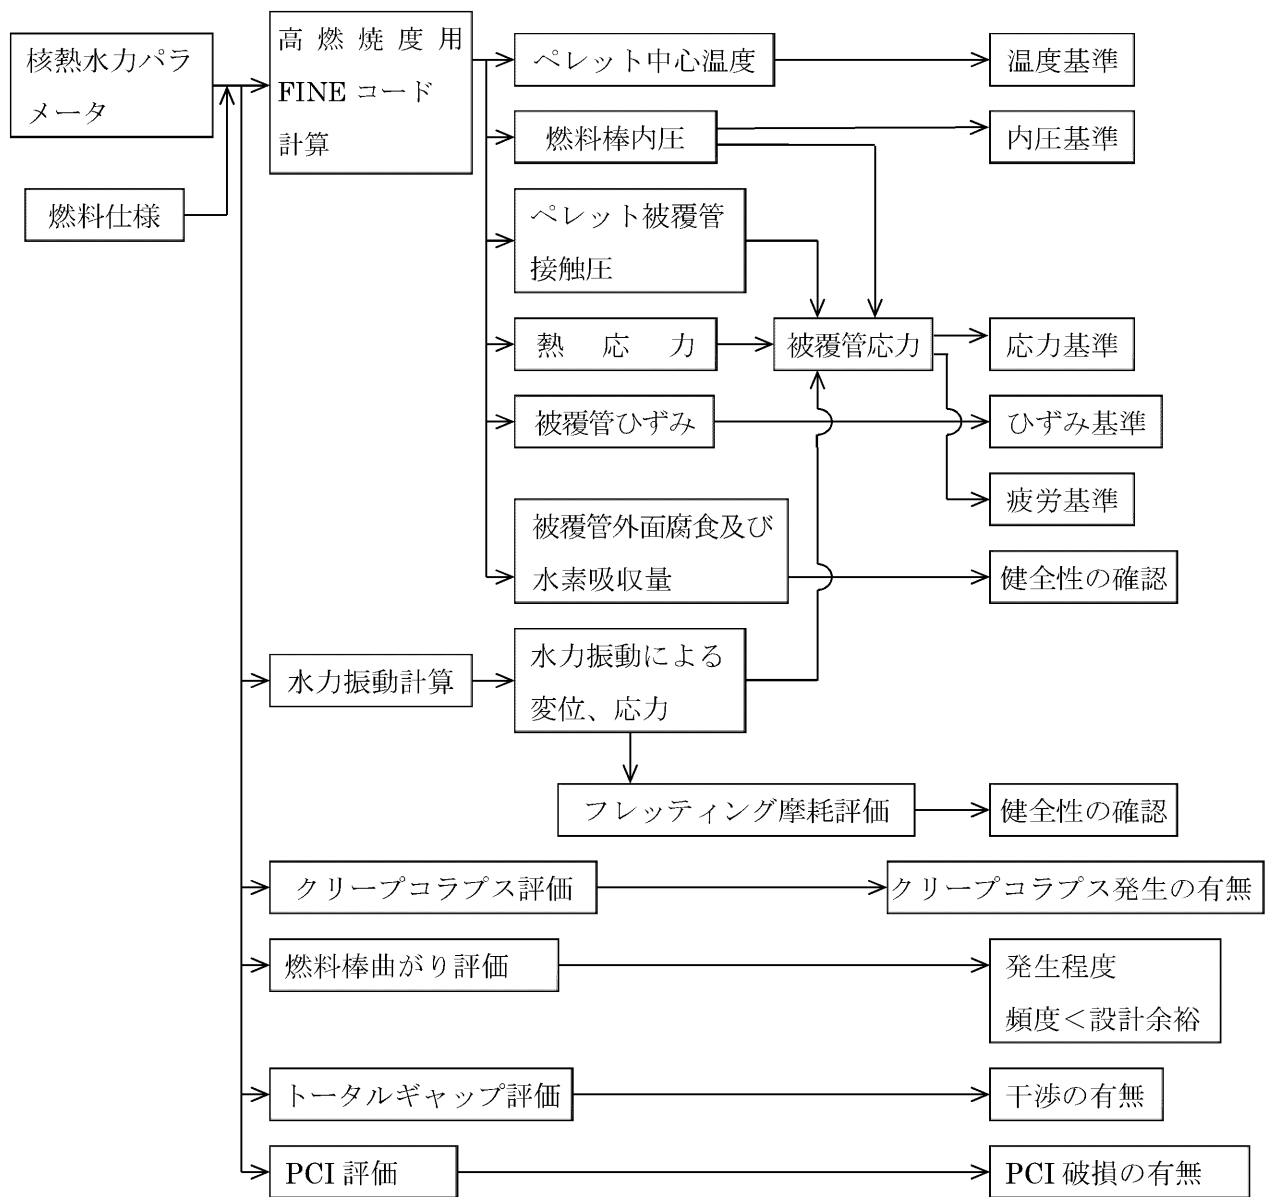 核熱水力パラ
メータ
燃料仕様
高燃焼度用
FINE コード
計算
ペレット中心温度
温度基準
燃料棒内圧
内圧基準
ペレット被覆管
接触圧
熱応力
被覆管応力
応力基準
被覆管ひずみ
ひずみ基準
疲労基準
被覆管外面腐食及び
水素吸収量
健全性の確認
水力振動計算
水力振動による
変位、応力
フレッティング摩耗評価
健全性の確認
クリープコラプス評価
クリープコラプス発生の有無
燃料棒曲がり評価
発生程度
頻度＜設計余裕
トータルギャップ評価
干渉の有無
PCI 評価
PCI 破損の有無